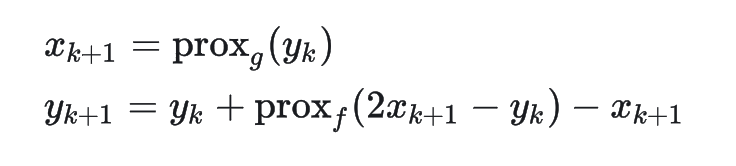 x_{k+1} = prox_g(y_k)
y_{k+1} = y_k + prox_f(2x_{k+1} − y_k) − x_{k+1}